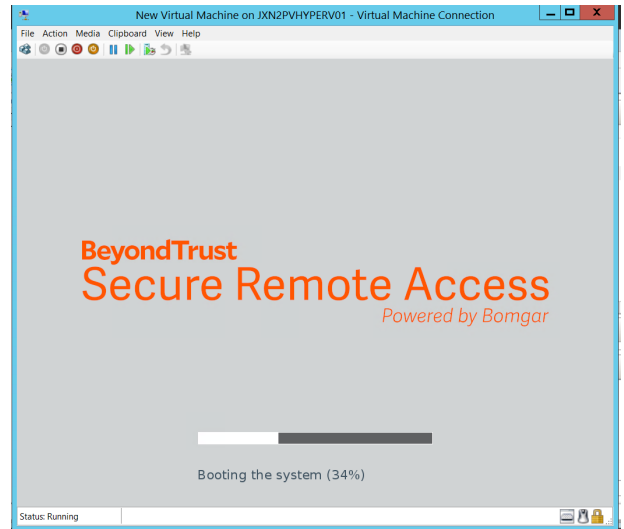 New Virtual Machine on JXN2PVHYPERV01 - Virtual Machine Connection
File Action Media Clipboard View Help
BeyondTrust
Secure Remote Access
Powered by Bomgar
Booting the system (34%)
Status: Running